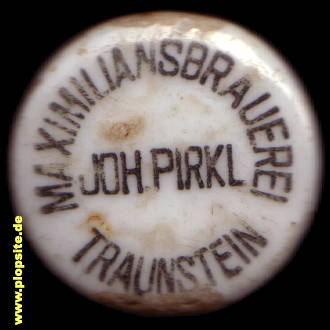 MAXIMILIANSBRAUEREI
JOH. PIRKL
TRAUNSTEIN
www.plopsite.de